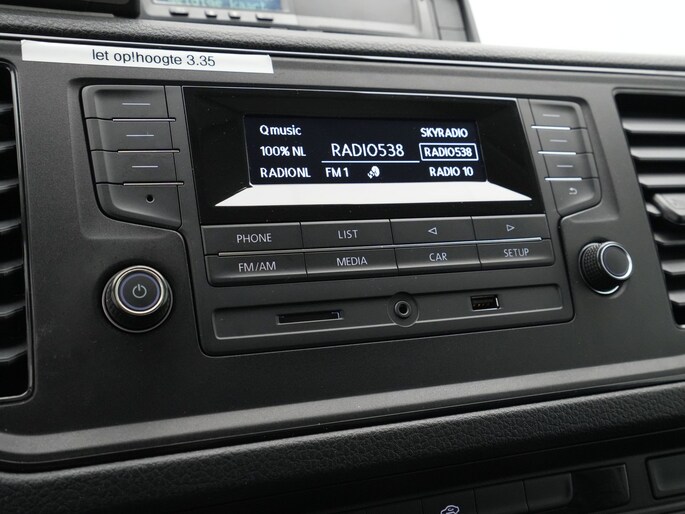 let op!hoogte 3.35
Qmusic
SKYRADIO
100% NL
RADIO538
RADIO538
RADIONL
FM 1
RADIO 10
PHONE
LIST
FM/AM
MEDIA
CAR
SETUP